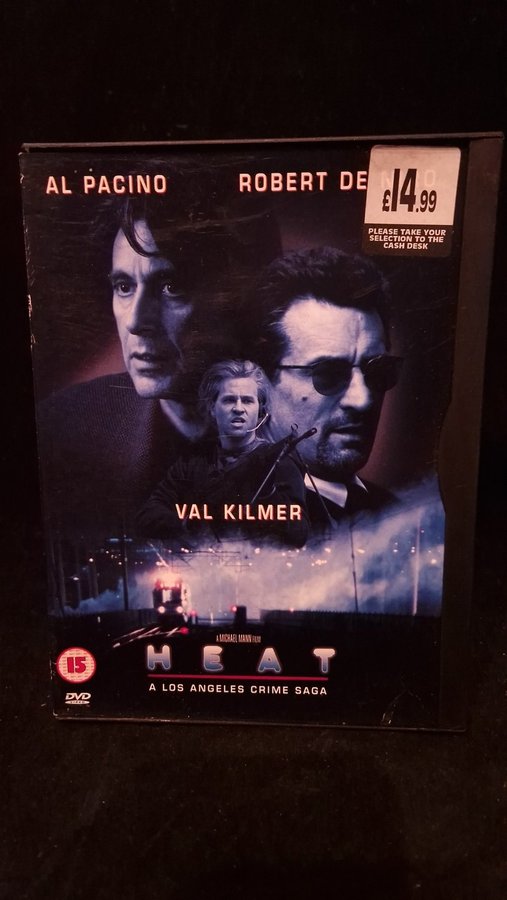 AL PACINO
ROBERT DE
£14.99
PLEASE TAKE YOUR
SELECTION TO THE
CASH DESK
VAL KILMER
A MICHAEL MANN FILM
HEAT
A LOS ANGELES CRIME SAGA
15
DVD
VIDEO